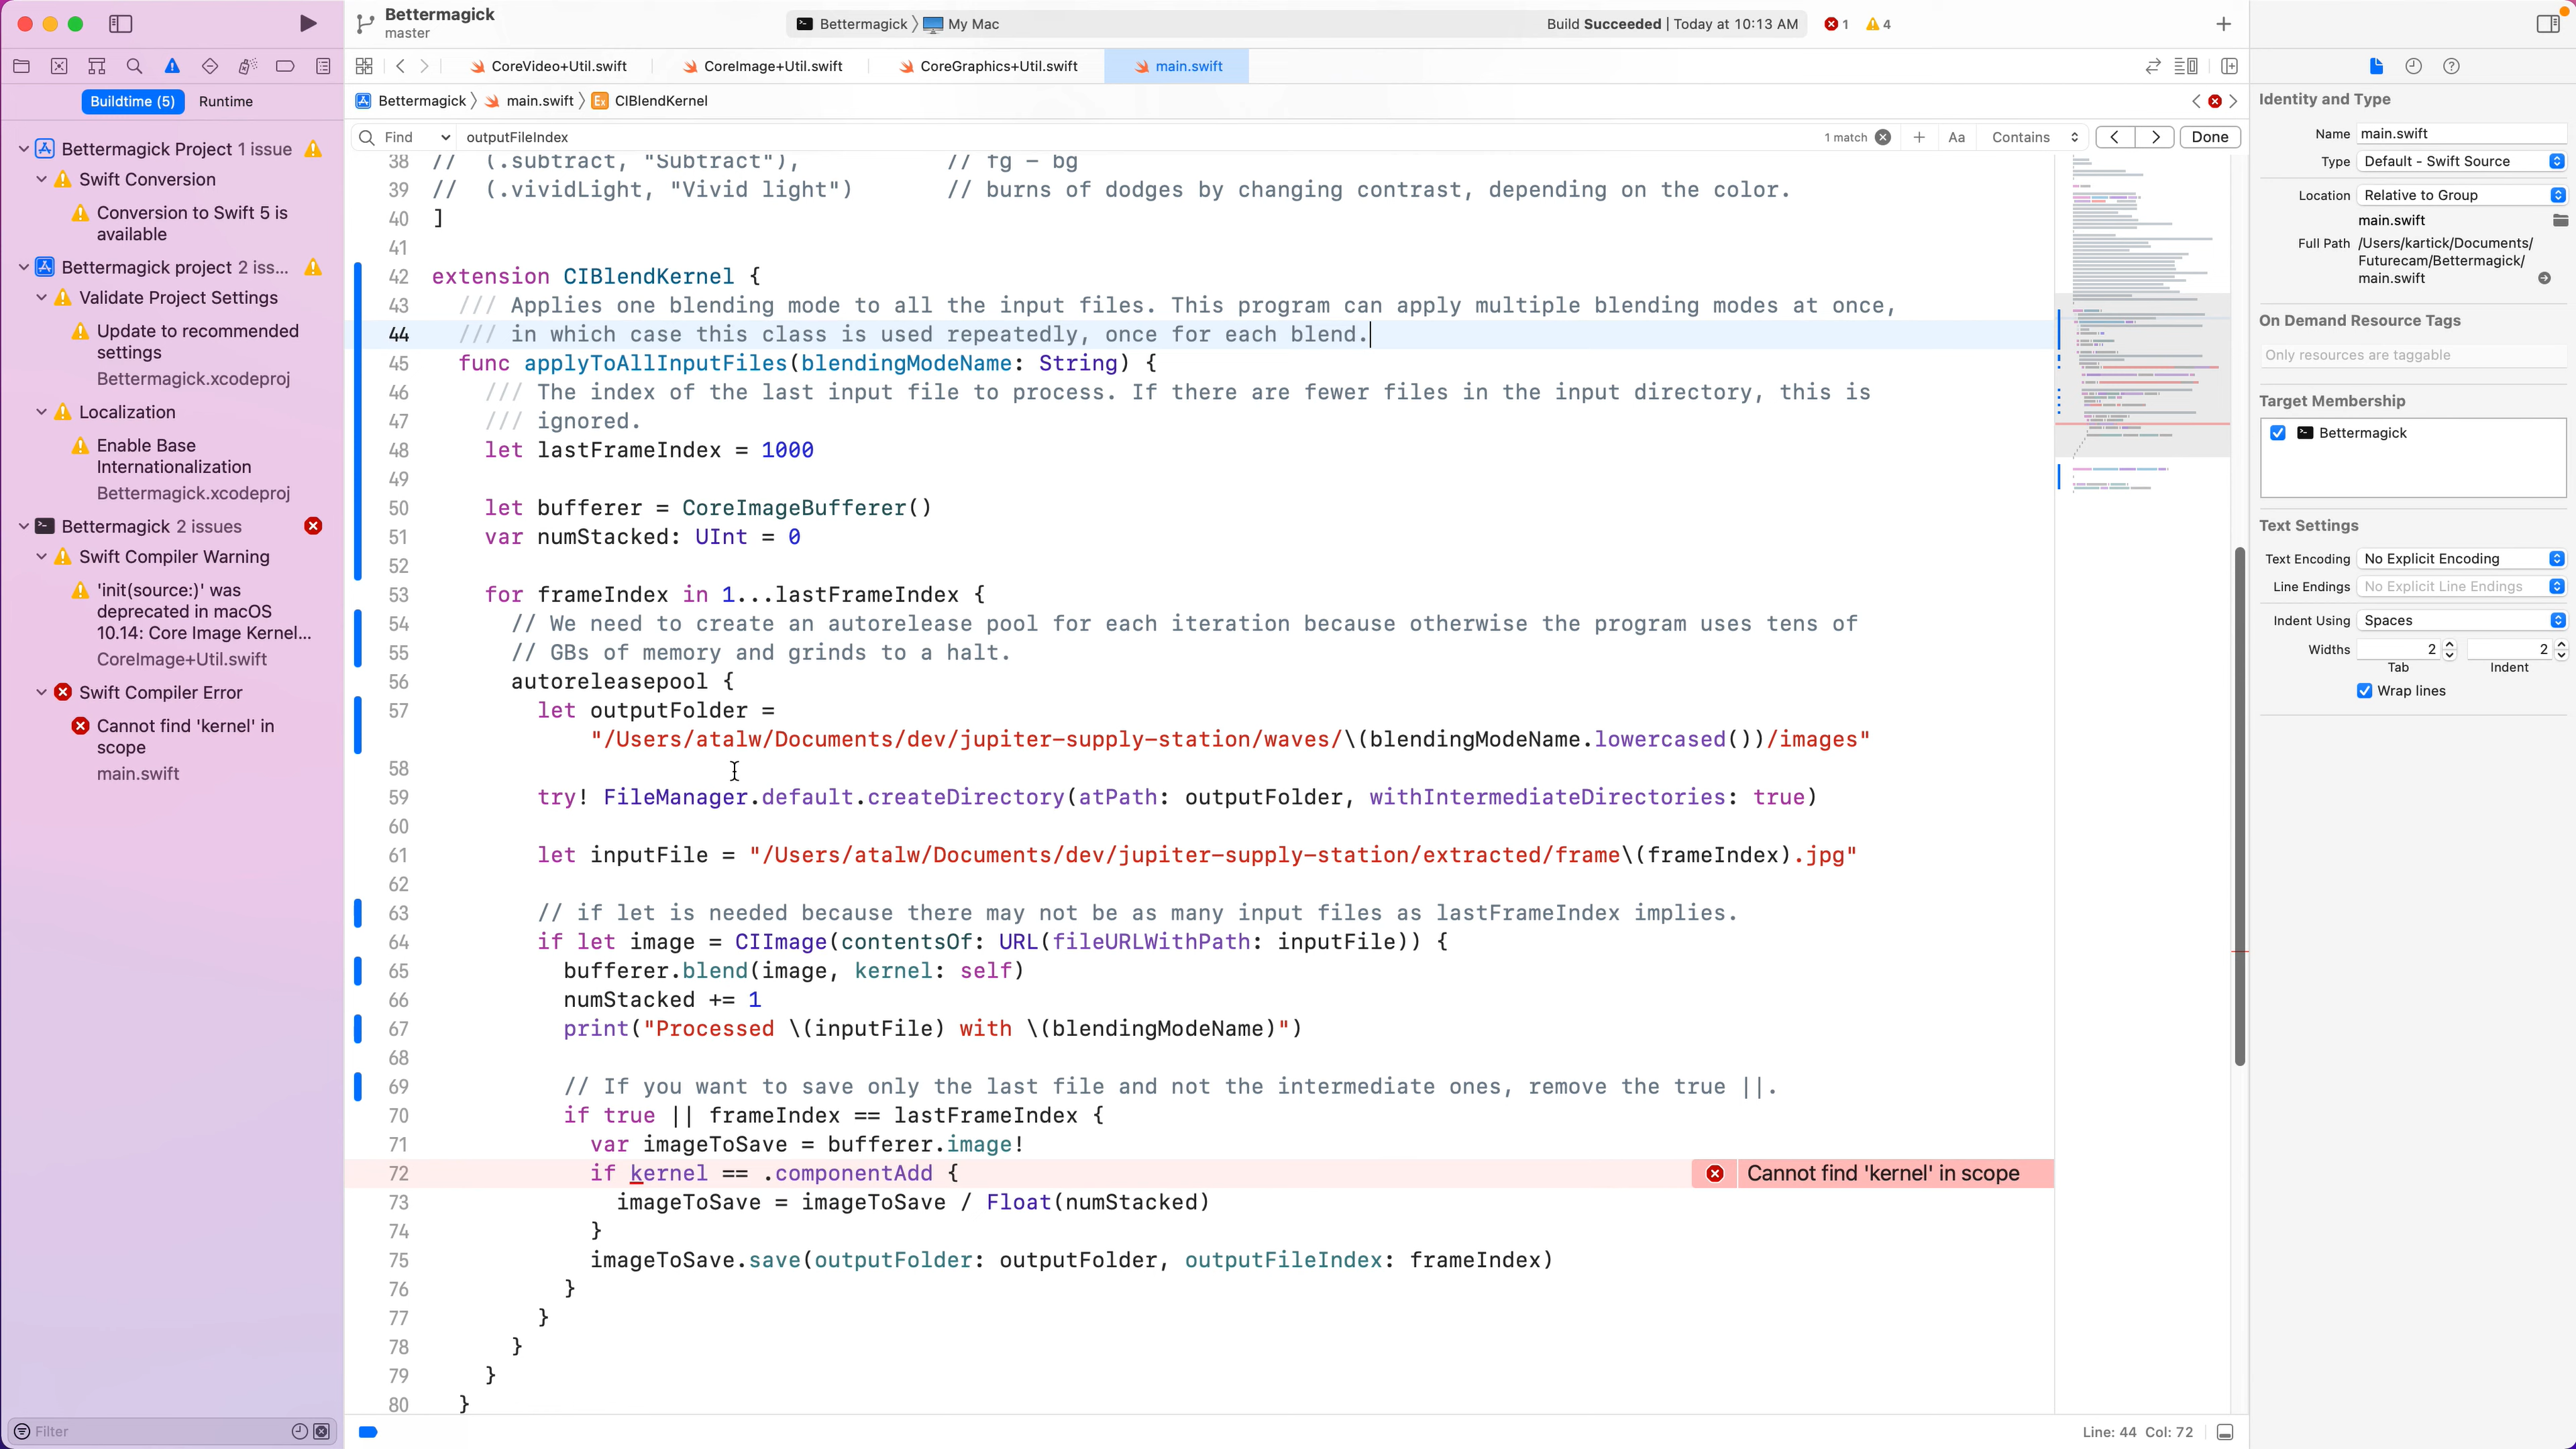 Bettermagick
master
Bettermagick
My Mac
Build Succeeded | Today at 10:13 AM
1
4
CoreVideo+Util.swift
CoreImage+Util.swift
CoreGraphics+Util.swift
main.swift
Buildtime (5)
Runtime
Bettermagick
main.swift
Ex
CIBlendKernel
Find
outputFileIndex
1 match
Aa
Contains
Done
Bettermagick Project 1 issue
Swift Conversion
Conversion to Swift 5 is
available
Bettermagick project 2 iss...
Validate Project Settings
Update to recommended
settings
Bettermagick.xcodeproj
Localization
Enable Base
Internationalization
Bettermagick.xcodeproj
Bettermagick 2 issues
Swift Compiler Warning
'init(source:)' was
deprecated in macOS
10.14: Core Image Kernel...
CoreImage+Util.swift
Swift Compiler Error
Cannot find 'kernel' in
scope
main.swift
Filter
38 //  (.subtract, "Subtract"),           // fg - bg
39 //  (.vividLight, "Vivid light")       // burns of dodges by changing contrast, depending on the color.
40 ]
41
42 extension CIBlendKernel {
43   /// Applies one blending mode to all the input files. This program can apply multiple blending modes at once,
44   /// in which case this class is used repeatedly, once for each blend.
45   func applyToAllInputFiles(blendingModeName: String) {
46     /// The index of the last input file to process. If there are fewer files in the input directory, this is
47     /// ignored.
48     let lastFrameIndex = 1000
49
50     let bufferer = CoreImageBufferer()
51     var numStacked: UInt = 0
52
53     for frameIndex in 1...lastFrameIndex {
54       // We need to create an autorelease pool for each iteration because otherwise the program uses tens of
55       // GBs of memory and grinds to a halt.
56       autoreleasepool {
57         let outputFolder =
"/Users/atalw/Documents/dev/jupiter-supply-station/waves/\(blendingModeName.lowercased())/images"
58
59         try! FileManager.default.createDirectory(atPath: outputFolder, withIntermediateDirectories: true)
60
61         let inputFile = "/Users/atalw/Documents/dev/jupiter-supply-station/extracted/frame\(frameIndex).jpg"
62
63         // if let is needed because there may not be as many input files as lastFrameIndex implies.
64         if let image = CIImage(contentsOf: URL(fileURLWithPath: inputFile)) {
65           bufferer.blend(image, kernel: self)
66           numStacked += 1
67           print("Processed \(inputFile) with \(blendingModeName)")
68
69           // If you want to save only the last file and not the intermediate ones, remove the true ||.
70           if true || frameIndex == lastFrameIndex {
71             var imageToSave = bufferer.image!
72             if kernel == .componentAdd {
Cannot find 'kernel' in scope
73               imageToSave = imageToSave / Float(numStacked)
74             }
75             imageToSave.save(outputFolder: outputFolder, outputFileIndex: frameIndex)
76           }
77         }
78       }
79     }
80   }
Line: 44 Col: 72
Identity and Type
Name main.swift
Type Default - Swift Source
Location Relative to Group
main.swift
Full Path /Users/kartick/Documents/
Futurecam/Bettermagick/
main.swift
On Demand Resource Tags
Only resources are taggable
Target Membership
Bettermagick
Text Settings
Text Encoding No Explicit Encoding
Line Endings No Explicit Line Endings
Indent Using Spaces
Widths 2 2
Tab Indent
Wrap lines